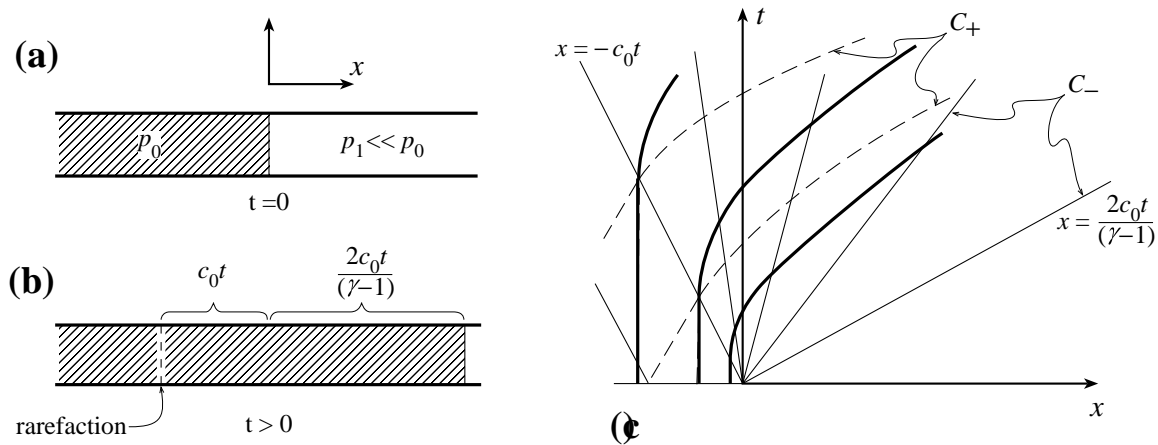 (a)
x
p0
p1 << p0
t =0
(b)
c0t
2c0t
(γ−1)
rarefaction
t > 0
t
C+
x = −c0t
C−
x = 2c0t
(γ−1)
x
(c)